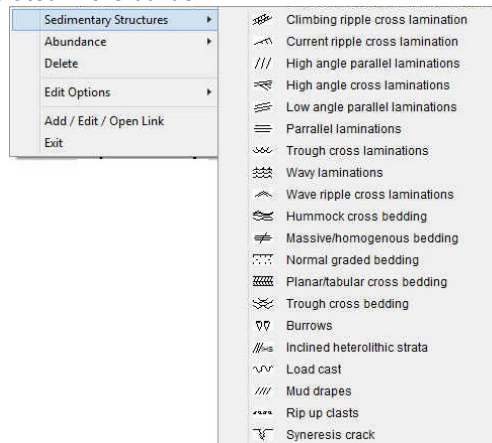 Sedimentary Structures
Abundance
Delete
Edit Options
Add / Edit / Open Link
Exit
Climbing ripple cross lamination
Current ripple cross lamination
High angle parallel laminations
High angle cross laminations
Low angle parallel laminations
Parrallel laminations
Trough cross laminations
Wavy laminations
Wave ripple cross laminations
Hummock cross bedding
Massive/homogenous bedding
Normal graded bedding
Planar/tabular cross bedding
Trough cross bedding
Burrows
HS Inclined heterolithic strata
Load cast
Mud drapes
Rip up clasts
Syneresis crack